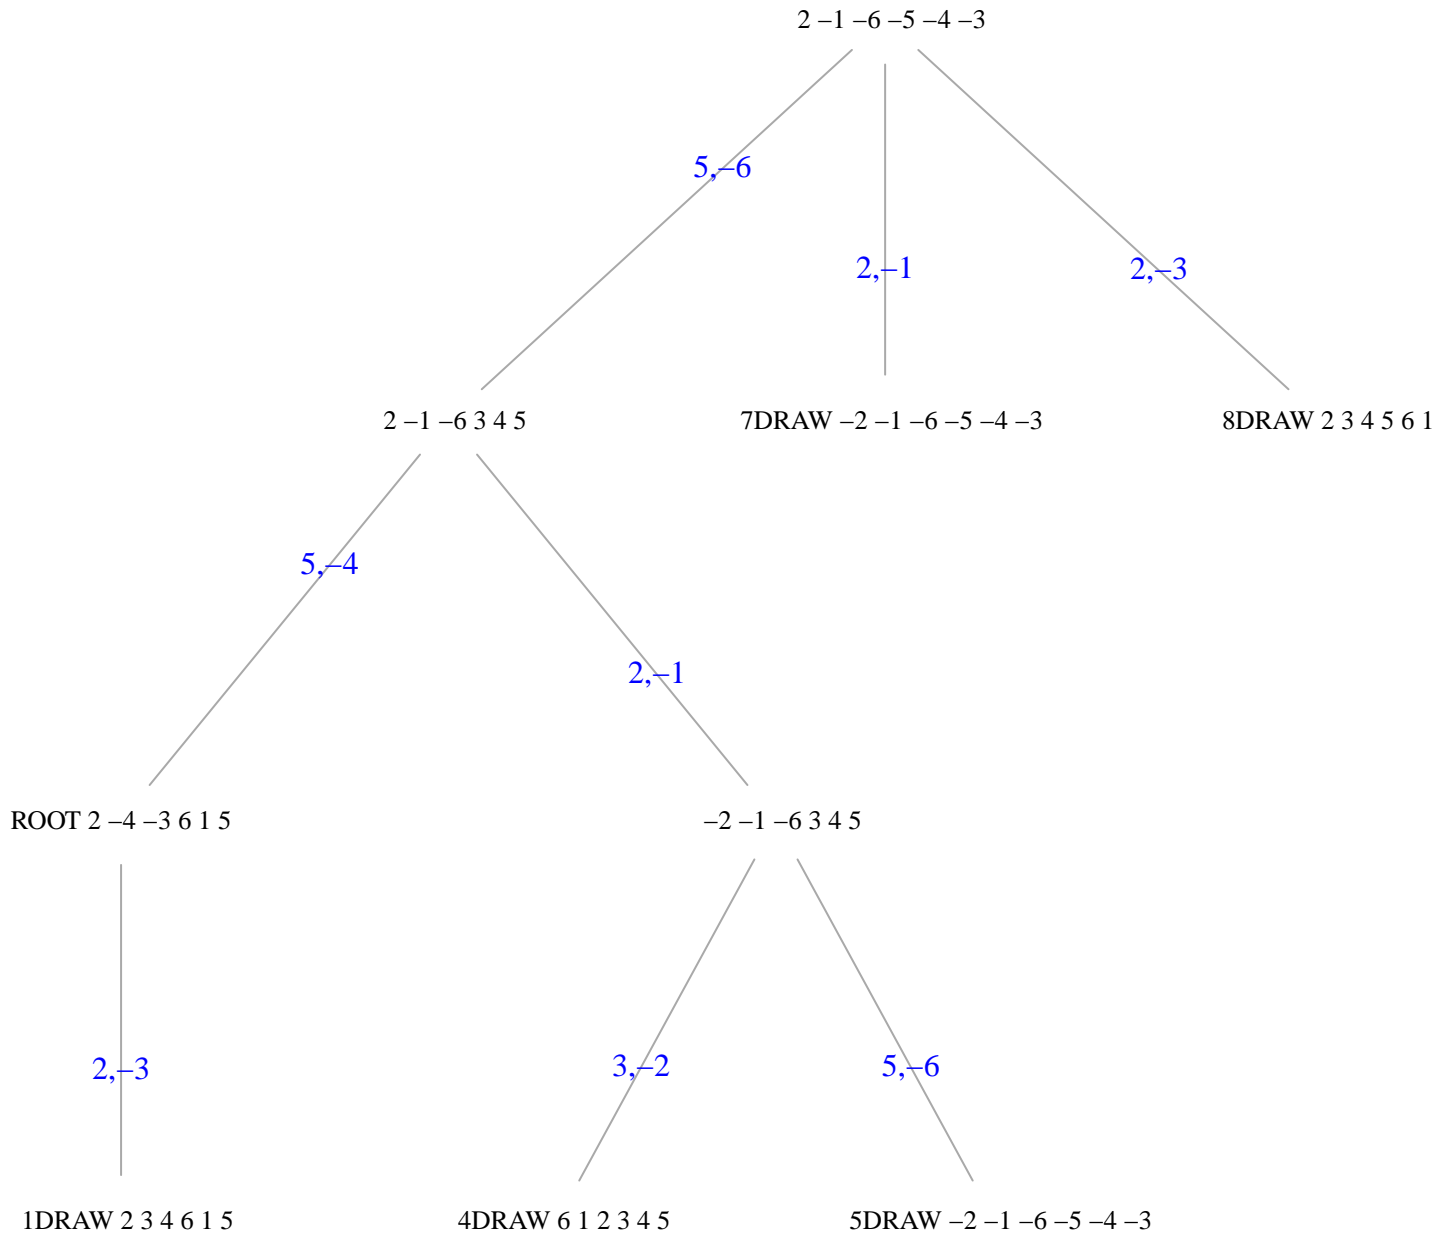 2 –1 –6 –5 –4 –3
5,–6
2,–1
2,–3
2 –1 –6 3 4 5
7DRAW –2 –1 –6 –5 –4 –3
8DRAW 2 3 4 5 6 1
5,–4
2,–1
ROOT 2 –4 –3 6 1 5
–2 –1 –6 3 4 5
2,–3
3,–2
5,–6
1DRAW 2 3 4 6 1 5
4DRAW 6 1 2 3 4 5
5DRAW –2 –1 –6 –5 –4 –3